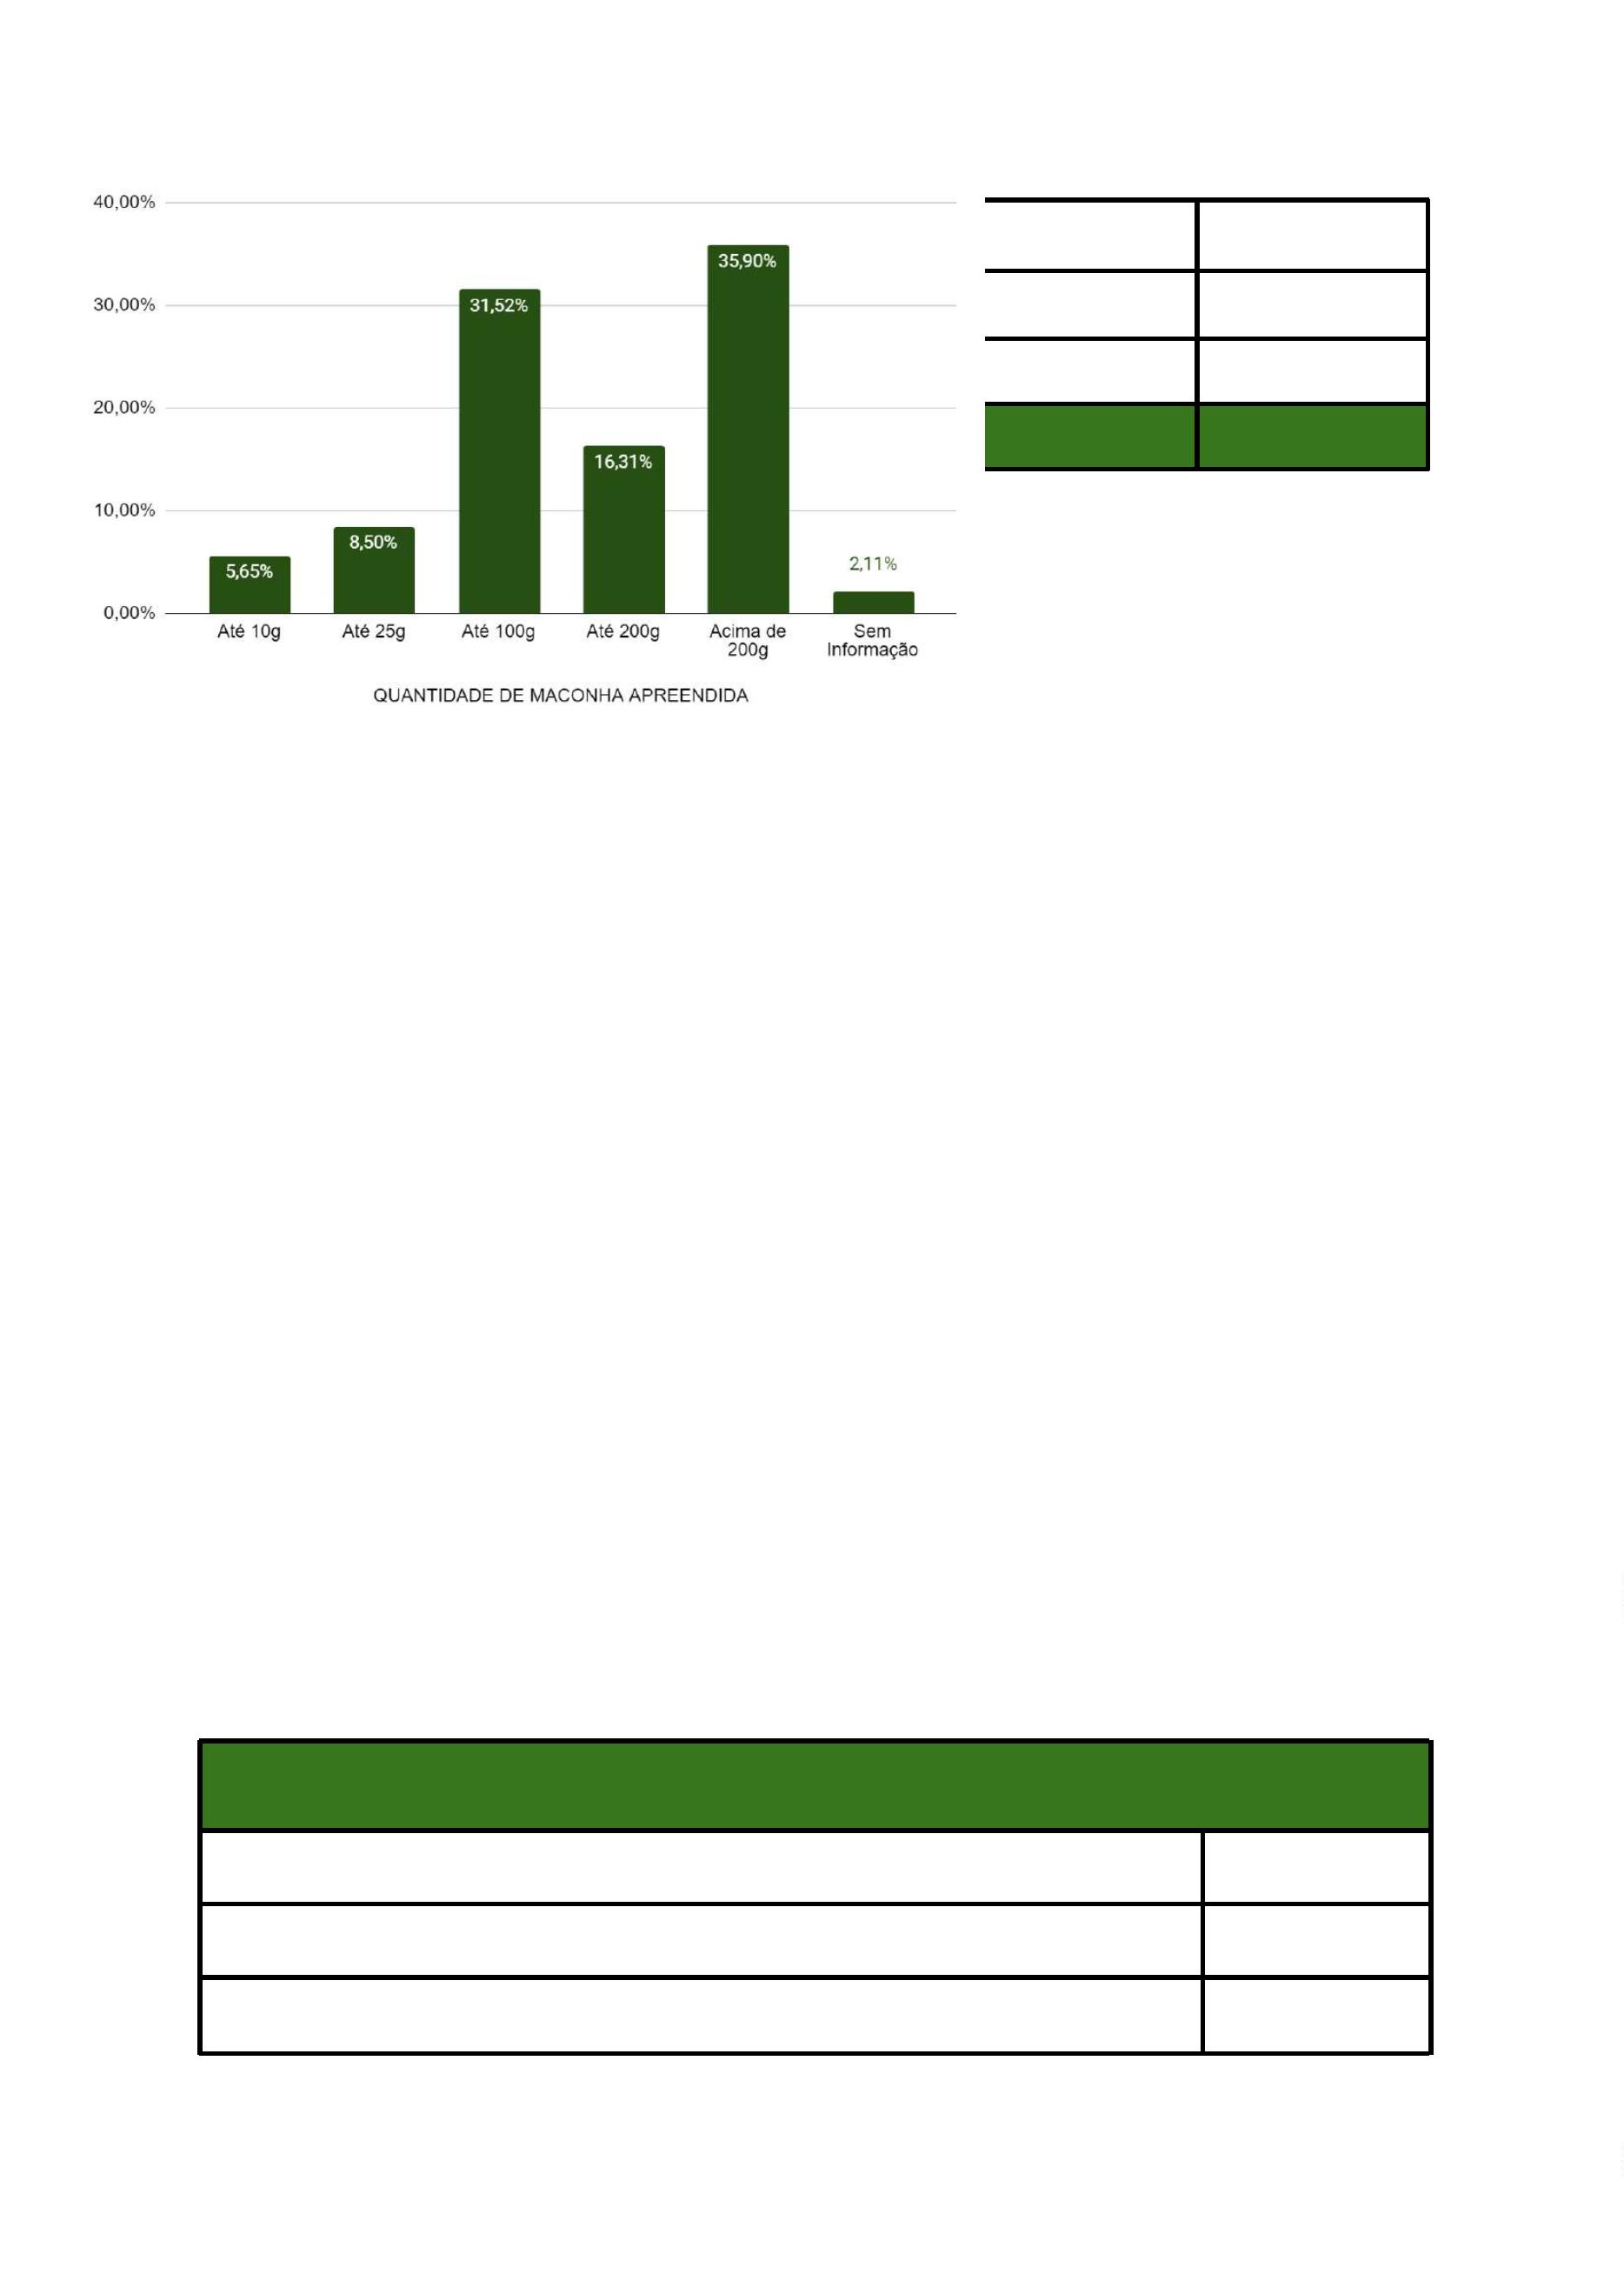 40,00%
30,00%
20,00%
10,00%
0,00%
5,65%
8,50%
31,52%
16,31%
35,90%
2,11%
Até 10g
Até 25g
Até 100g
Até 200g
Acima de
200g
Sem
Informação
QUANTIDADE DE MACONHA APREENDIDA